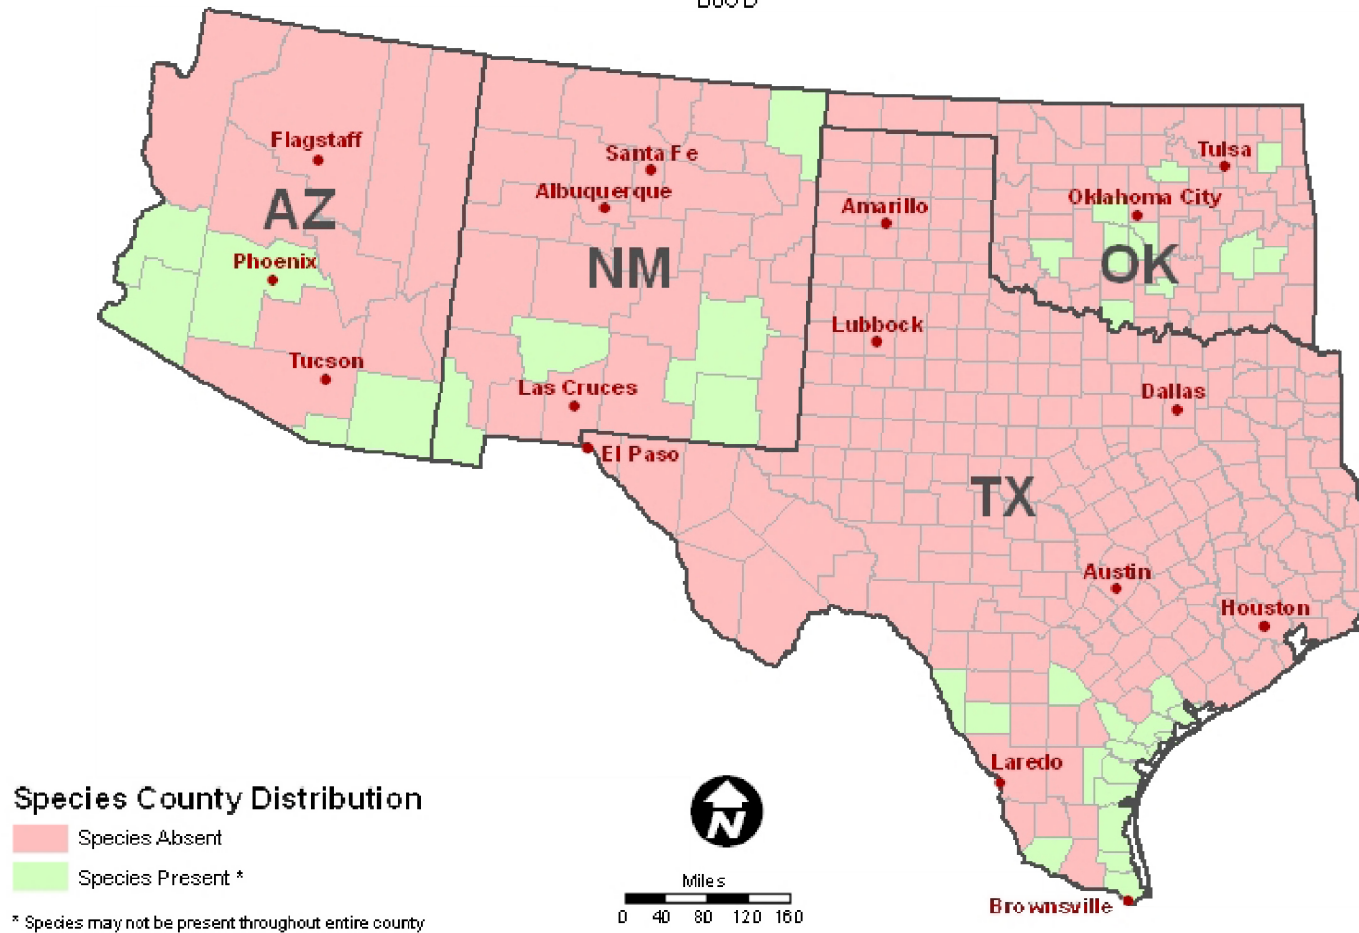 Flagstaff
AZ
Phoenix
Tucson
Santa Fe
Albuquerque
NM
Las Cruces
El Paso
Amarillo
Lubbock
Tulsa
Oklahoma City
OK
Dallas
TX
Austin
Houston
Laredo
Brownsville
Species County Distribution
Species Absent
Species Present *
* Species may not be present throughout entire county
N
Miles
0 40 80 120 160